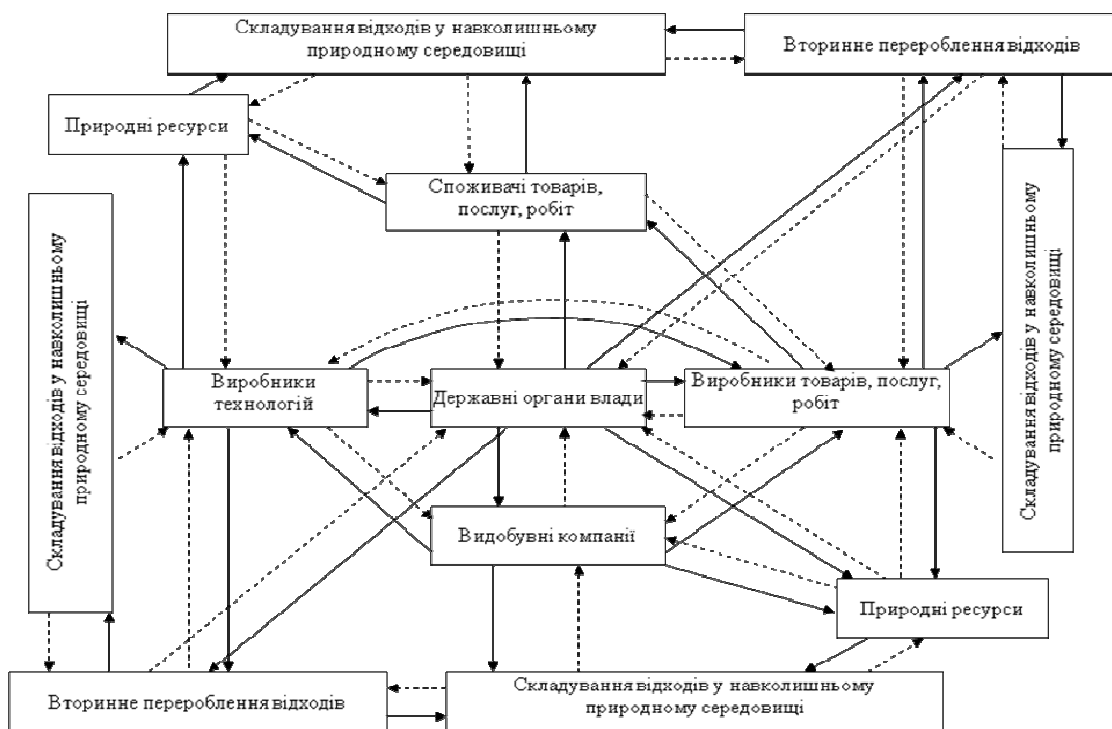 Складування відходів у навколишньому
природному середовищі
Вторинне перероблення відходів
Природні ресурси
Споживачі товарів,
послуг, робіт
Складування відходів у навколишньому
природному середовищі
Складування відходів у навколишньому
природному середовищі
Виробники
технологій
Державні органи влади
Виробники товарів, послуг,
робіт
Видобувні компанії
Природні ресурси
Вторинне перероблення відходів
Складування відходів у навколишньому
природному середовищі